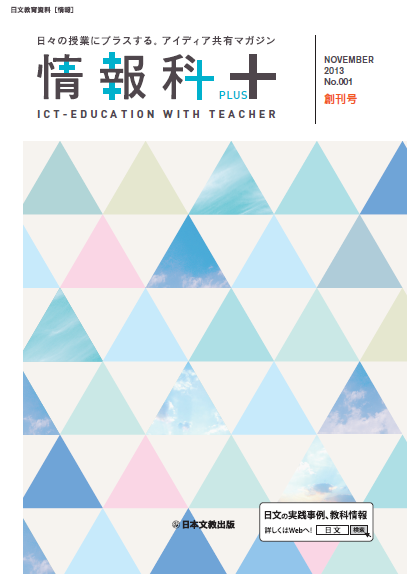 日文教育資料［情報］
日々の授業にプラスする。アイディア共有マガジン
情報科＋
PLUS
ICT-EDUCATION WITH TEACHER
NOVEMBER
2013
No.001
創刊号
日本文教出版
日文の実践事例、教科情報
詳しくはWebへ！ 日文 検索